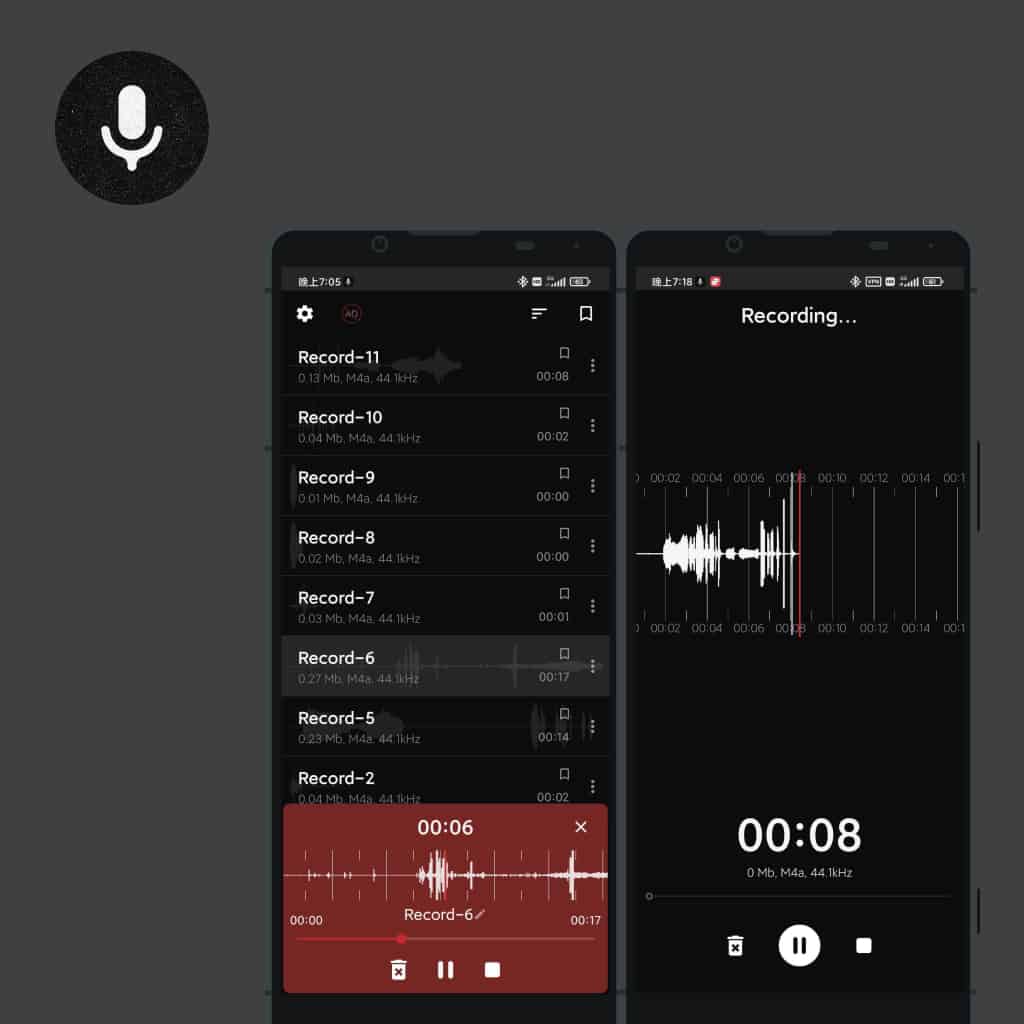 晚上7:05
AD
Record-11
0.13 Mb, M4a, 44.1kHz
00:08
Record-10
0.04 Mb, M4a, 44.1kHz
00:02
Record-9
0.01 Mb, M4a, 44.1kHz
00:00
Record-8
0.02 Mb, M4a, 44.1kHz
00:00
Record-7
0.03 Mb, M4a, 44.1kHz
00:01
Record-6
0.27 Mb, M4a, 44.1kHz
00:17
Record-5
0.23 Mb, M4a, 44.1kHz
00:14
Record-2
0.04 Mb, M4a, 44.1kHz
00:02
00:06
Record-6
00:00
00:17
晚上7:18
VPN
Recording...
00:02 00:04 00:06 00:08 00:10 00:12 00:14
00:02 00:04 00:06 00:08 00:10 00:12 00:14
00:08
0 Mb, M4a, 44.1kHz